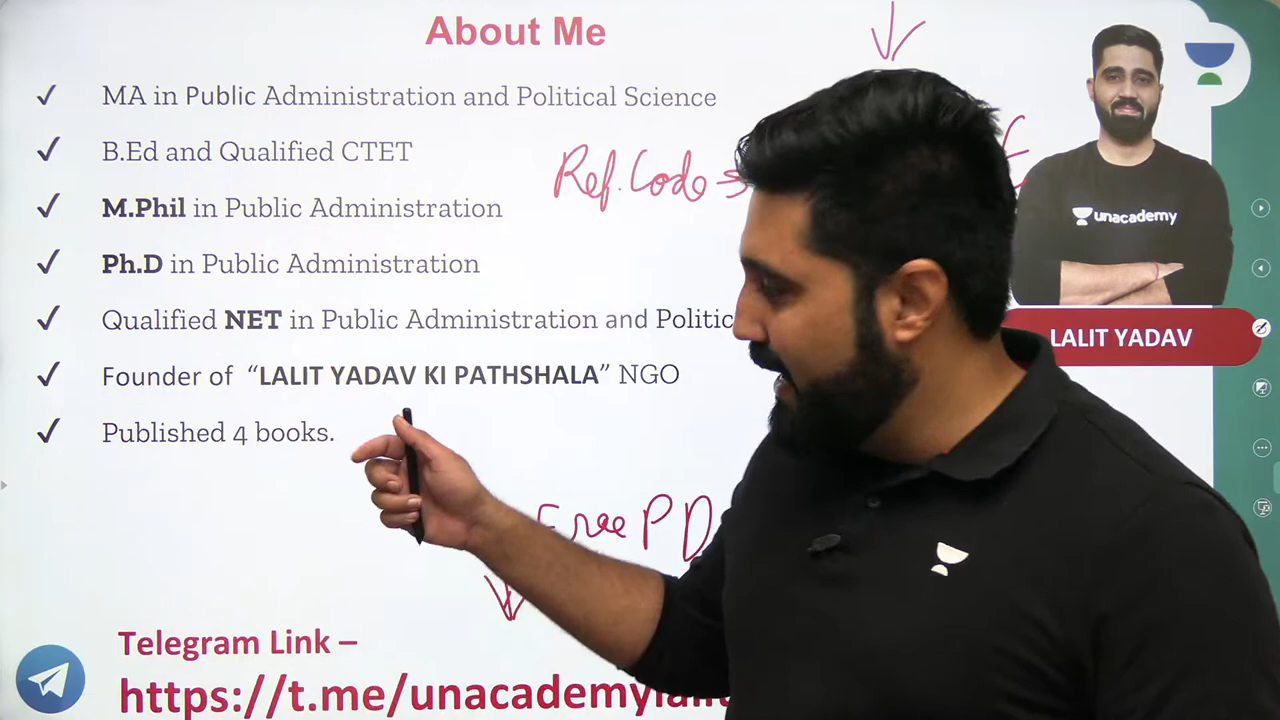 About Me
✓ MA in Public Administration and Political Science
✓ B.Ed and Qualified CTET
Ref. Code →
✓ M.Phil in Public Administration
unacademy
✓ Ph.D in Public Administration
✓ Qualified NET in Public Administration and Politic
LALIT YADAV
✓ Founder of “LALIT YADAV KI PATHSHALA” NGO
✓ Published 4 books.
Free PD
Telegram Link –
https://t.me/unacademylalit